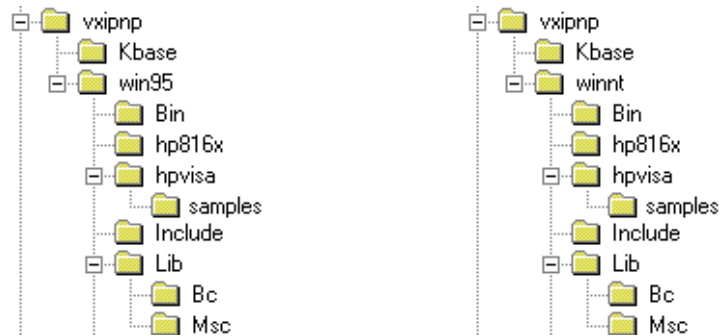 vxipnp
Kbase
win95
Bin
hp816x
hpvisa
samples
Include
Lib
Bc
Msc
vxipnp
Kbase
winnt
Bin
hp816x
hpvisa
samples
Include
Lib
Bc
Msc